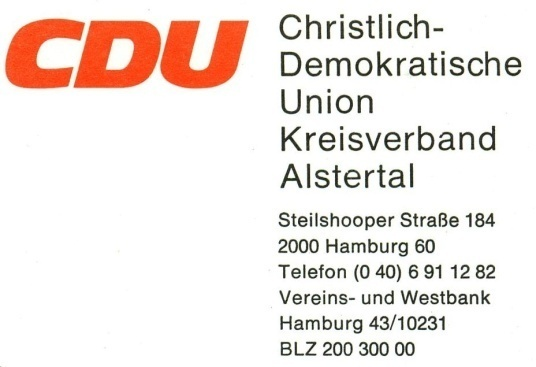 CDU
Christlich-
Demokratische
Union
Kreisverband
Alstertal
Steilshooper Straße 184
2000 Hamburg 60
Telefon (0 40) 6 91 12 82
Vereins- und Westbank
Hamburg 43/10231
BLZ 200 300 00